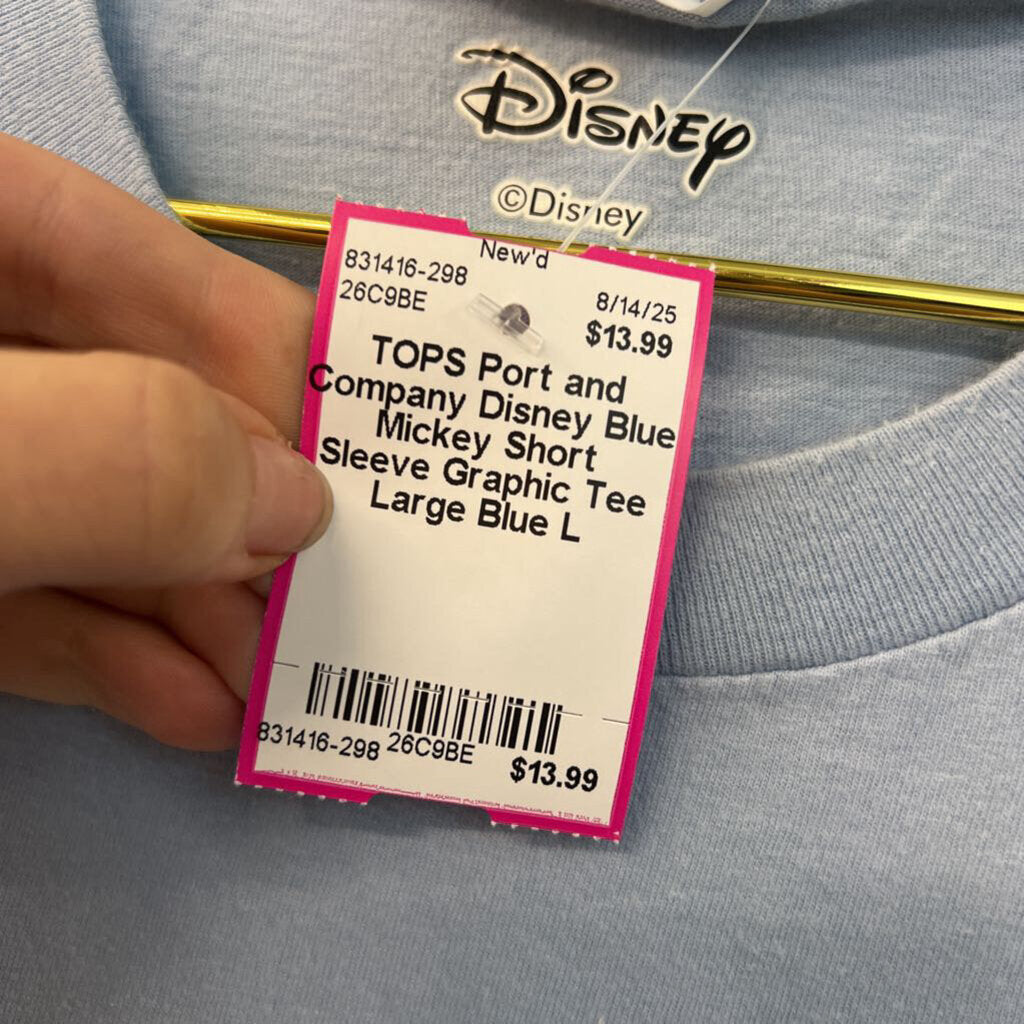 Disney
©Disney
New'd
831416-298
26C9BE
8/14/25
$13.99
TOPS Port and
Company Disney Blue
Mickey Short
Sleeve Graphic Tee
Large Blue L
831416-298 26C9BE $13.99